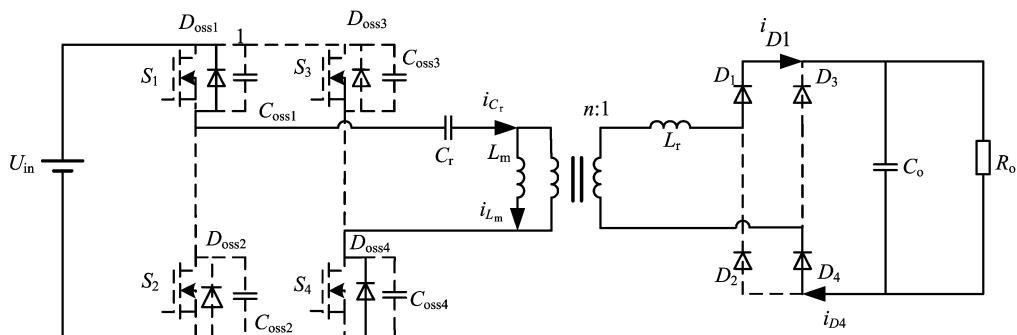 D_oss1
D_oss3
1
i_D1
S_1
S_3
C_oss3
D_1
D_3
C_oss1
i_Cr
n:1
U_in
C_r
L_m
L_r
C_o
R_o
i_Lm
D_oss2
D_oss4
D_2
D_4
S_2
S_4
C_oss4
C_oss2
i_D4